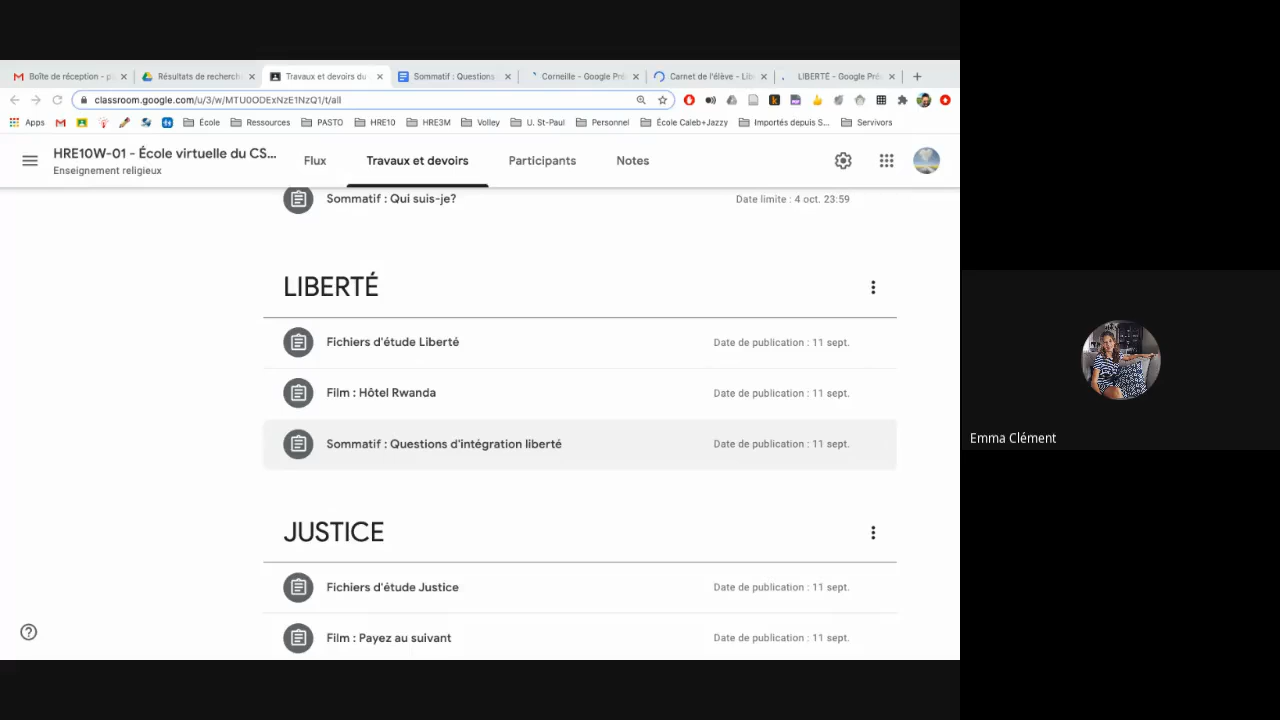 Boîte de réception - p
Résultats de recherch
Travaux et devoirs du
Sommatif : Questions
Corneille - Google Pré
Carnet de l'élève - Lib
LIBERTÉ - Google Pré
classroom.google.com/u/3/w/MTU0ODExNzE1NzQ1/t/all
Apps
École
Ressources
PASTO
HRE10
HRE3M
Volley
U. St-Paul
Personnel
École Caleb+Jazzy
Importés depuis S...
Servivors
HRE10W-01 - École virtuelle du CS...
Enseignement religieux
Flux
Travaux et devoirs
Participants
Notes
Sommatif : Qui suis-je?
Date limite : 4 oct. 23:59
LIBERTÉ
Fichiers d'étude Liberté
Date de publication : 11 sept.
Film : Hôtel Rwanda
Date de publication : 11 sept.
Sommatif : Questions d'intégration liberté
Date de publication : 11 sept.
JUSTICE
Fichiers d'étude Justice
Date de publication : 11 sept.
Film : Payez au suivant
Date de publication : 11 sept.
Emma Clément